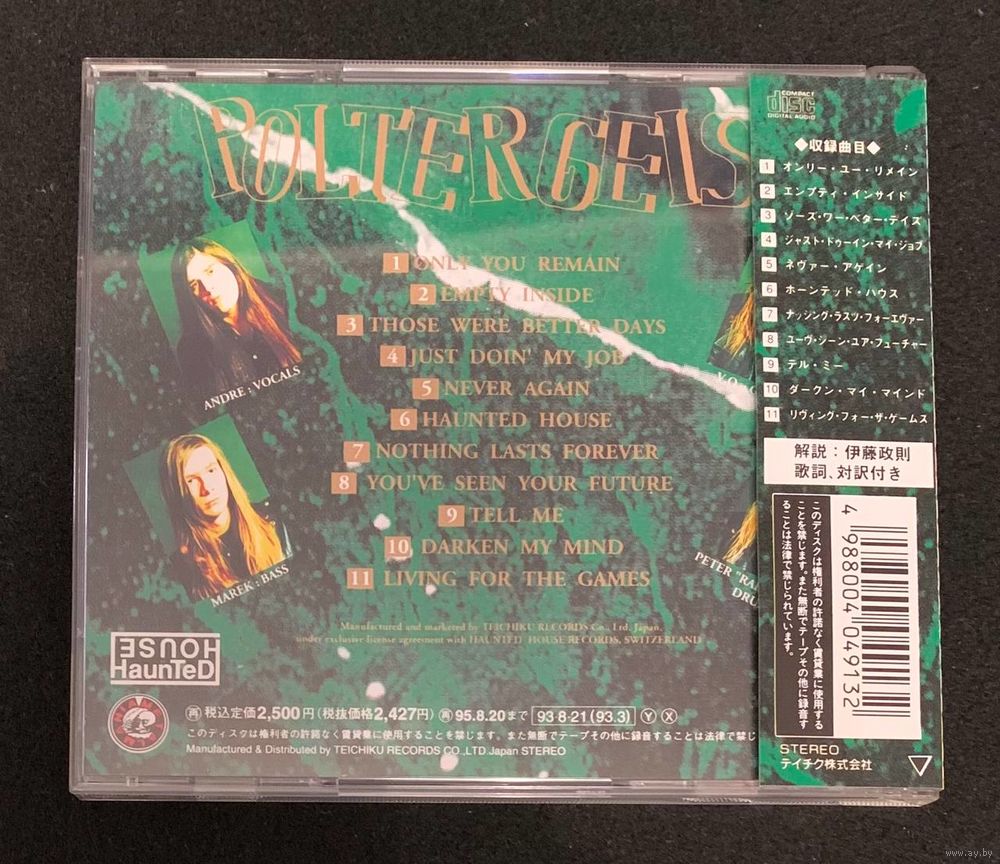 POLTERGEIS
1 ONLY YOU REMAIN
2 EMPTY INSIDE
3 THOSE WERE BETTER DAYS
4 JUST DOIN' MY JOB
5 NEVER AGAIN
6 HAUNTED HOUSE
7 NOTHING LASTS FOREVER
8 YOU'VE SEEN YOUR FUTURE
9 TELL ME
10 DARKEN MY MIND
11 LIVING FOR THE GAMES
ANDRE : VOCALS
MAREK : BASS
PETER "RA
DRU
Manufactured and marketed by TEICHIKU RECORDS Co., Ltd. Japan,
under exclusive license agreement with HAUNTED HOUSE RECORDS, SWITZERLAND
HOUSE
HaunTeD
再 税込定価2,500円(税抜価格2,427円) 再 95.8.20まで 93・8・21(93.3) Y X
このディスクは権利者の許諾なく賃貸業に使用することを禁じます。また無断でテープその他に録音することは法律で禁じ
Manufactured & Distributed by TEICHIKU RECORDS CO.,LTD.Japan STEREO
COMPACT
disc
DIGITAL AUDIO
◆収録曲目◆
1 オンリー・ユー・リメイン
2 エンプティ・インサイド
3 ゾーズ・ワー・ベター・デイズ
4 ジャスト・ドゥーイン・マイ・ジョブ
5 ネヴァー・アゲイン
6 ホーンテッド・ハウス
7 ナッシング・ラスツ・フォーエヴァー
8 ユーヴ・シーン・ユア・フューチャー
9 テル・ミー
10 ダークン・マイ・マインド
11 リヴィング・フォー・ザ・ゲームス
解説:伊藤政則
歌詞、対訳付き
このディスクは権利者の許諾なく賃貸業に使用する
ことを禁じます。また無断でテープその他に録音す
ることは法律で禁じられています。
4 988004 049132
STEREO
テイチク株式会社
www.ay.by